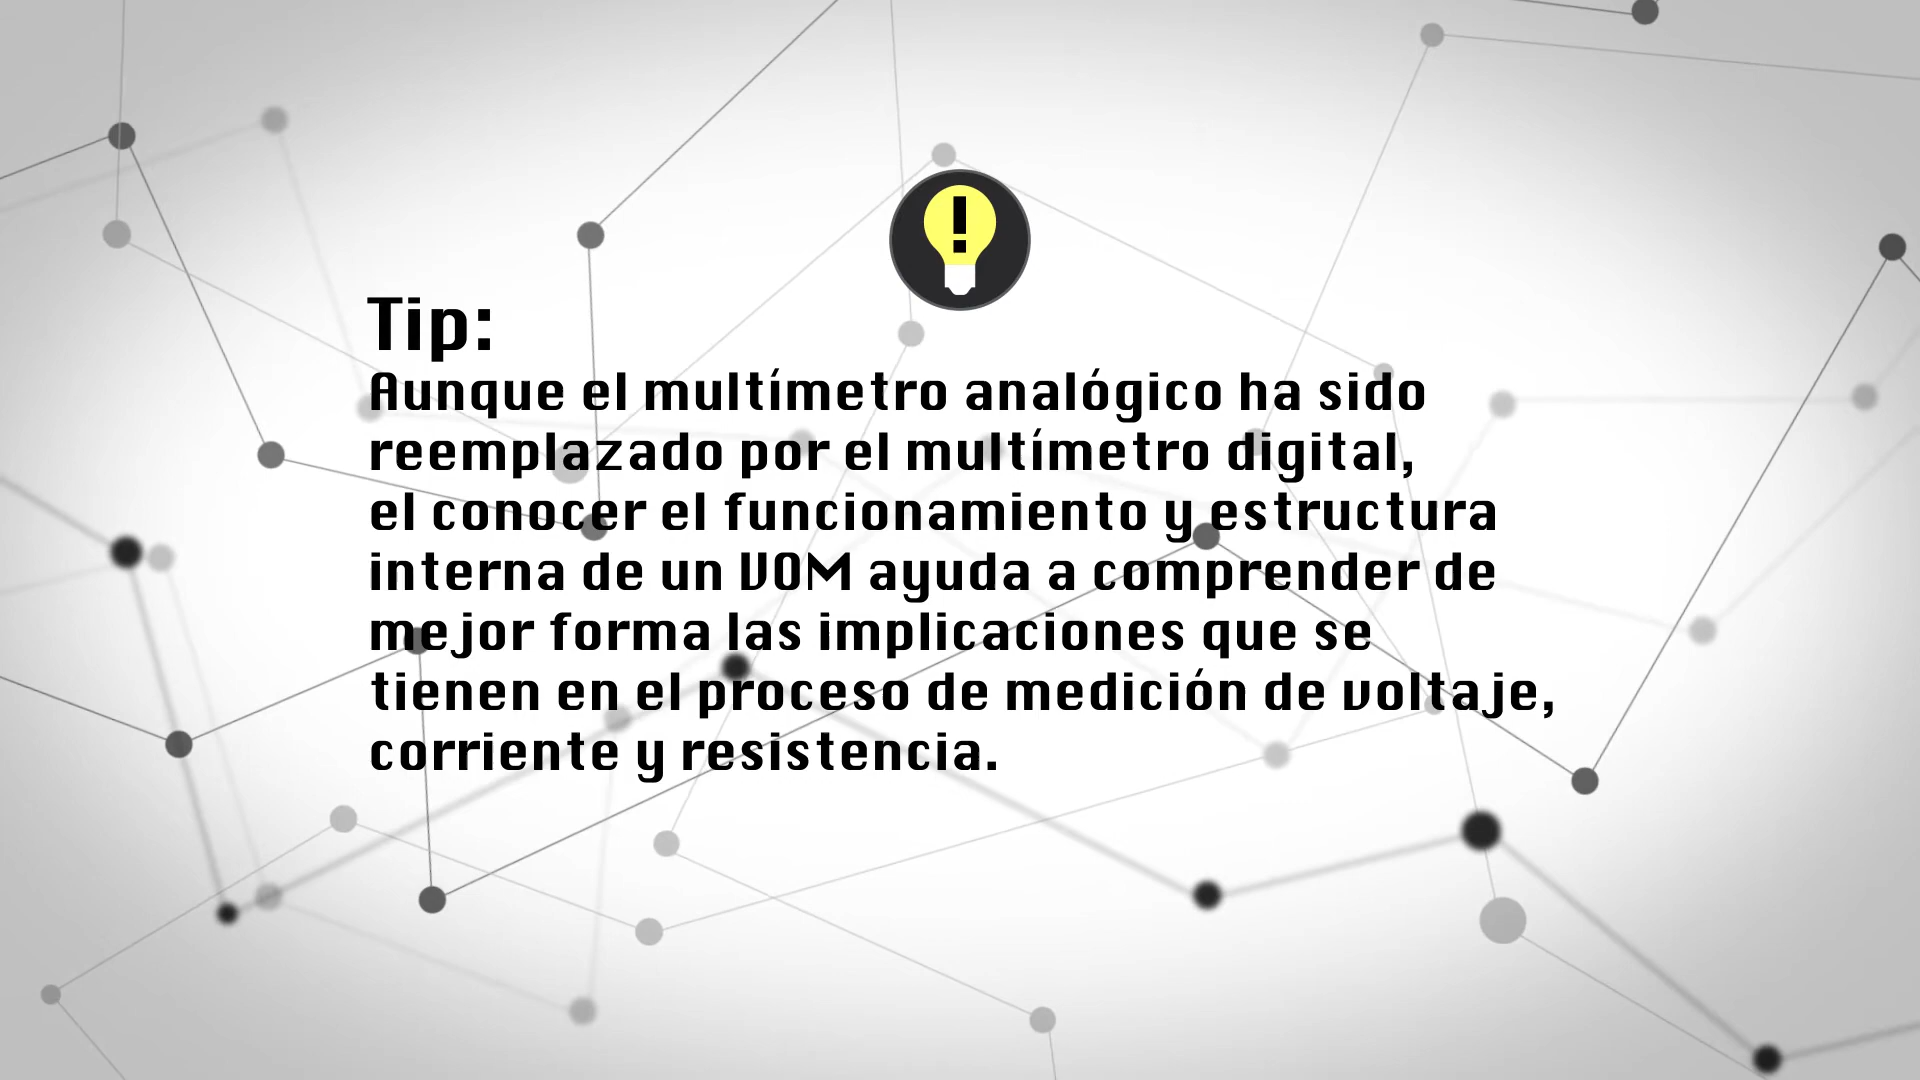 Tip:
Aunque el multímetro analógico ha sido
reemplazado por el multímetro digital,
el conocer el funcionamiento y estructura
interna de un VOM ayuda a comprender de
mejor forma las implicaciones que se
tienen en el proceso de medición de voltaje,
corriente y resistencia.